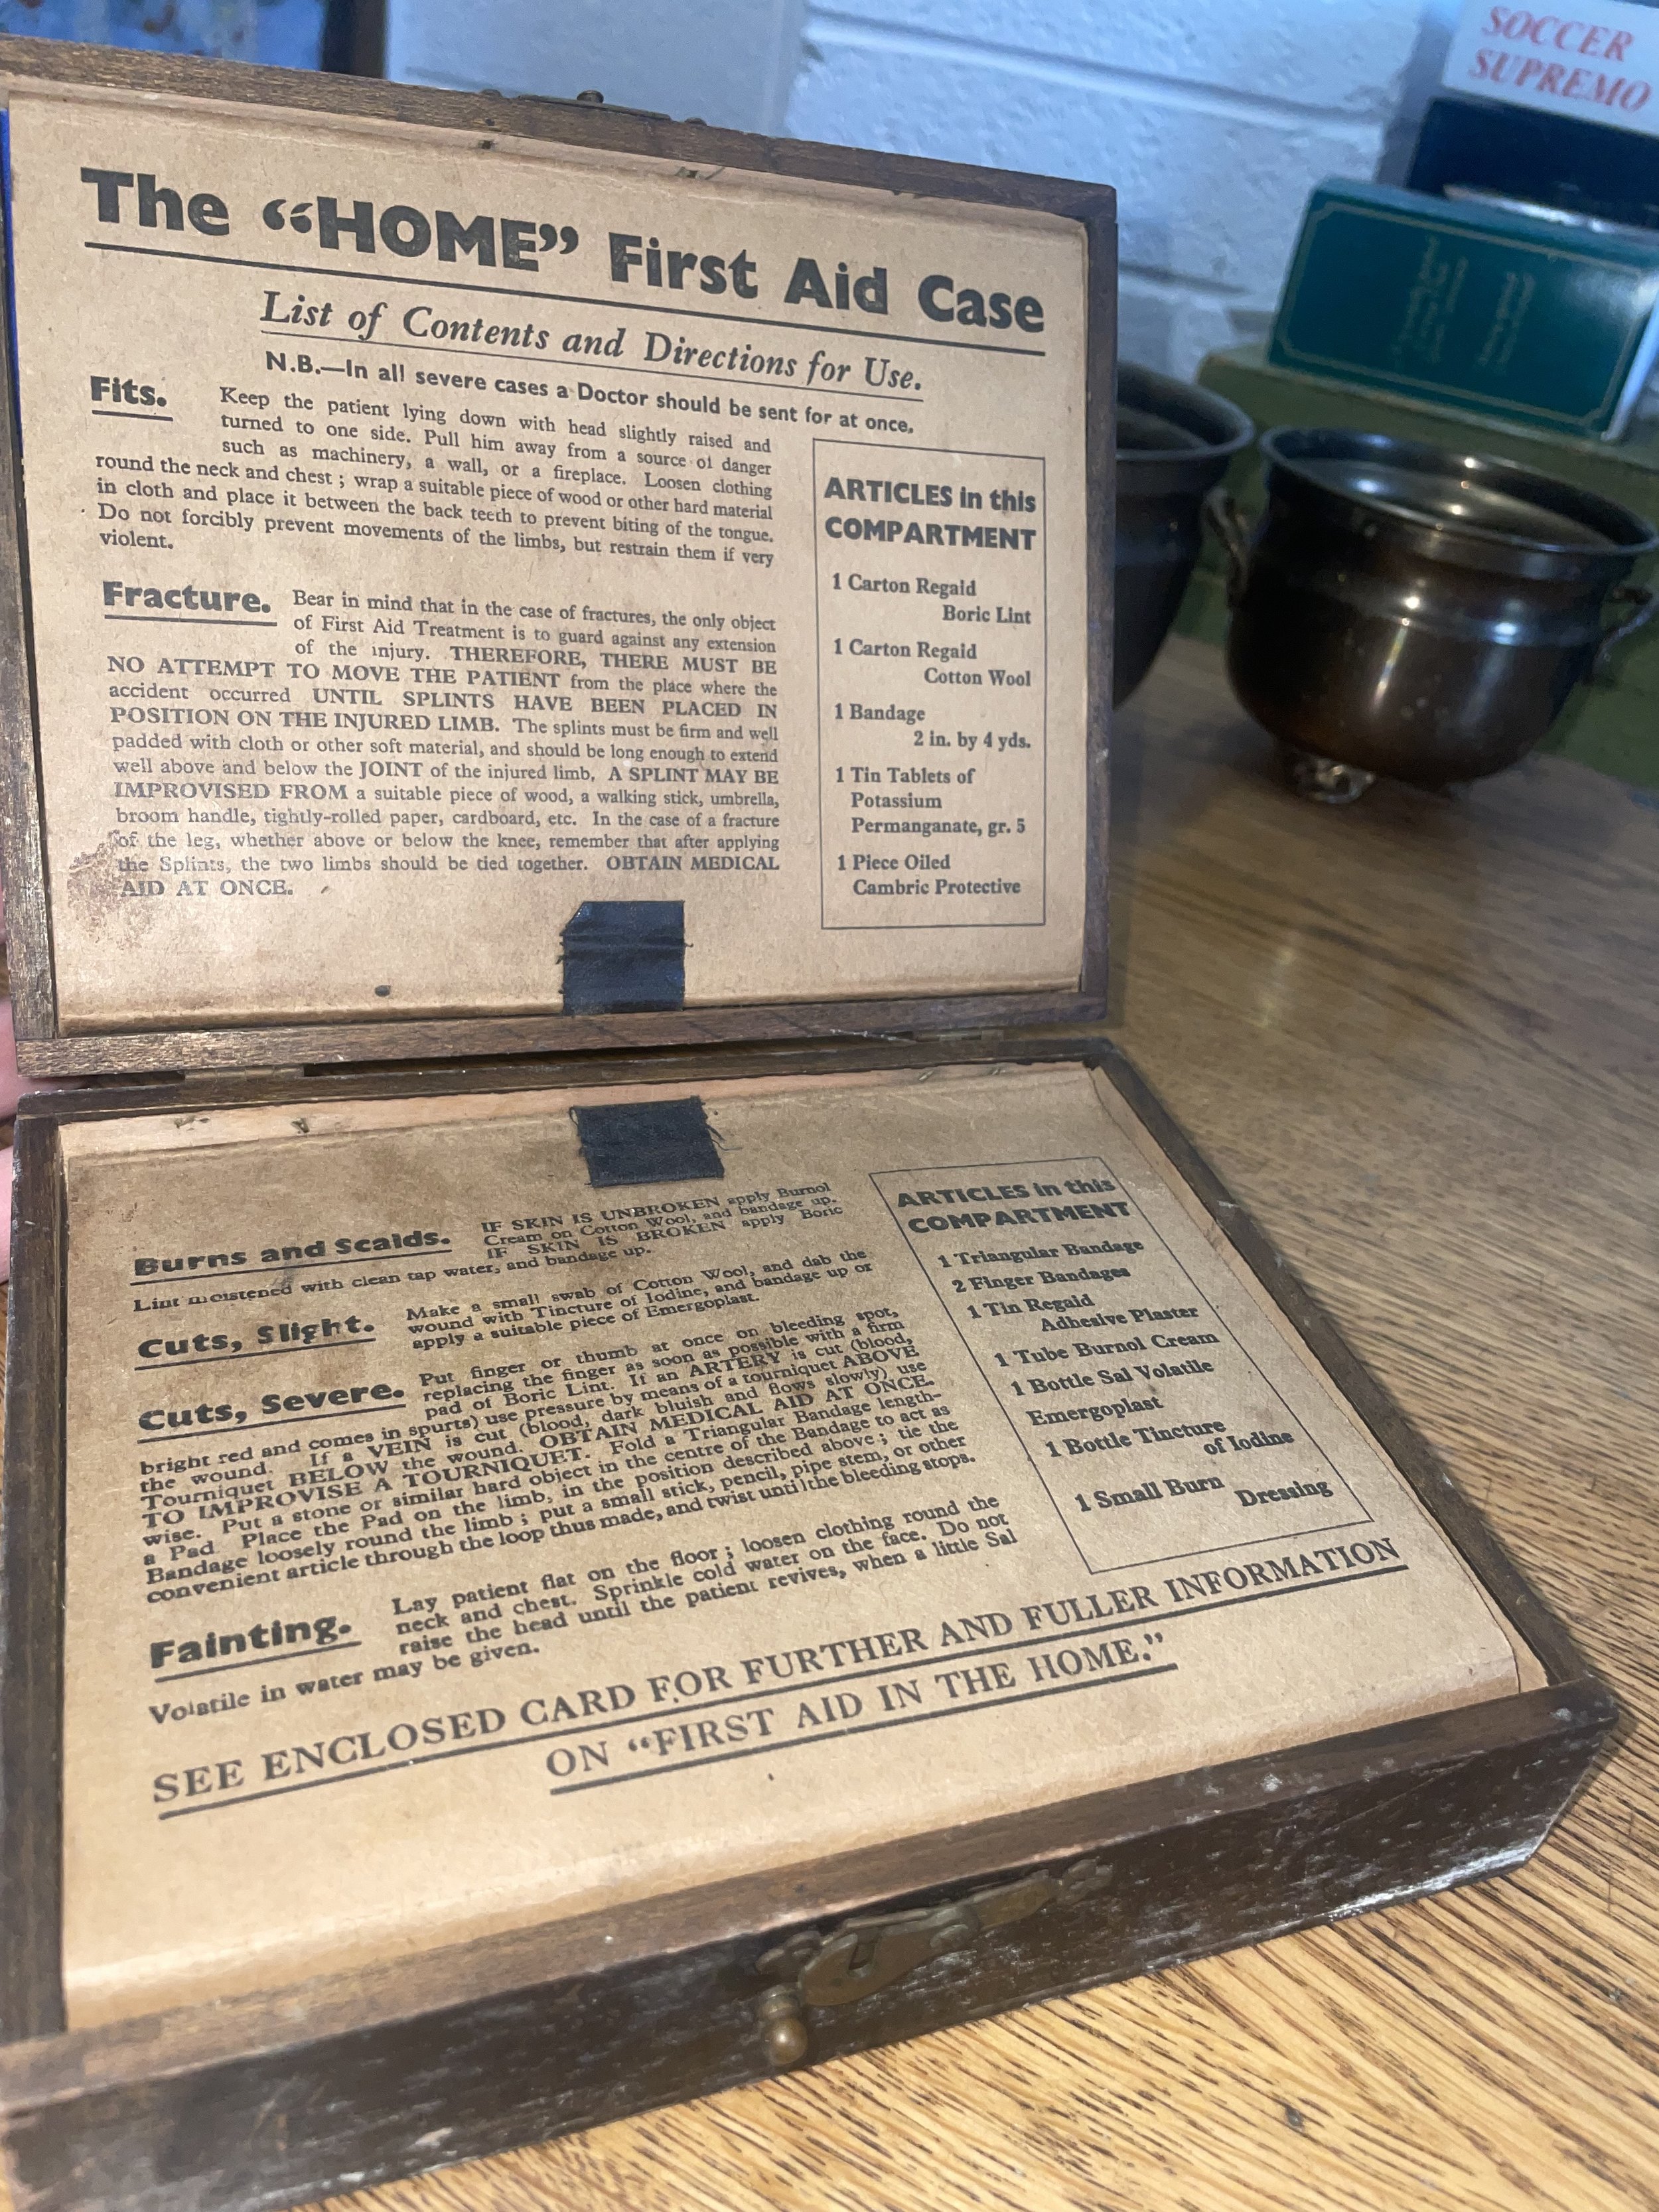 SOCCER
SUPREMO
The “HOME” First Aid Case
List of Contents and Directions for Use.
N.B.—In all severe cases a Doctor should be sent for at once.
Fits.
Keep the patient lying down with head slightly raised and
turned to one side. Pull him away from a source of danger
such as machinery, a wall, or a fireplace. Loosen clothing
round the neck and chest ; wrap a suitable piece of wood or other hard material
in cloth and place it between the back teeth to prevent biting of the tongue.
Do not forcibly prevent movements of the limbs, but restrain them if very
violent.
Fracture.
Bear in mind that in the case of fractures, the only object
of First Aid Treatment is to guard against any extension
of the injury. THEREFORE, THERE MUST BE
NO ATTEMPT TO MOVE THE PATIENT from the place where the
accident occurred UNTIL SPLINTS HAVE BEEN PLACED IN
POSITION ON THE INJURED LIMB. The splints must be firm and well
padded with cloth or other soft material, and should be long enough to extend
well above and below the JOINT of the injured limb. A SPLINT MAY BE
IMPROVISED FROM a suitable piece of wood, a walking stick, umbrella,
broom handle, tightly-rolled paper, cardboard, etc. In the case of a fracture
of the leg, whether above or below the knee, remember that after applying
the Splints, the two limbs should be tied together. OBTAIN MEDICAL
AID AT ONCE.
ARTICLES in this
COMPARTMENT
1 Carton Regaid
Boric Lint
1 Carton Regaid
Cotton Wool
1 Bandage
2 in. by 4 yds.
1 Tin Tablets of
Potassium
Permanganate, gr. 5
1 Piece Oiled
Cambric Protective
Burns and Scalds.
IF SKIN IS UNBROKEN apply Burnol
Cream on Cotton Wool, and bandage up.
IF SKIN IS BROKEN apply Boric
Lint moistened with clean tap water, and bandage up.
Cuts, Slight.
Make a small swab of Cotton Wool, and dab the
wound with Tincture of Iodine, and bandage up or
apply a suitable piece of Emergoplast.
Cuts, Severe.
Put finger or thumb at once on bleeding spot,
replacing the finger as soon as possible with a firm
pad of Boric Lint. If an ARTERY is cut (blood,
bright red and comes in spurts) use pressure by means of a tourniquet ABOVE
the wound. If a VEIN is cut (blood, dark bluish and flows slowly) use
Tourniquet BELOW the wound. OBTAIN MEDICAL AID AT ONCE.
TO IMPROVISE A TOURNIQUET. Fold a Triangular Bandage length-
wise. Put a stone or similar hard object in the centre of the Bandage to act as
a Pad. Place the Pad on the limb, in the position described above ; tie the
Bandage loosely round the limb ; put a small stick, pencil, pipe stem, or other
convenient article through the loop thus made, and twist until the bleeding stops.
Fainting.
Lay patient flat on the floor ; loosen clothing round the
neck and chest. Sprinkle cold water on the face. Do not
raise the head until the patient revives, when a little Sal
Volatile in water may be given.
ARTICLES in this
COMPARTMENT
1 Triangular Bandage
2 Finger Bandages
1 Tin Regaid
Adhesive Plaster
1 Tube Burnol Cream
1 Bottle Sal Volatile
Emergoplast
1 Bottle Tincture
of Iodine
1 Small Burn
Dressing
SEE ENCLOSED CARD FOR FURTHER AND FULLER INFORMATION
ON “FIRST AID IN THE HOME.”